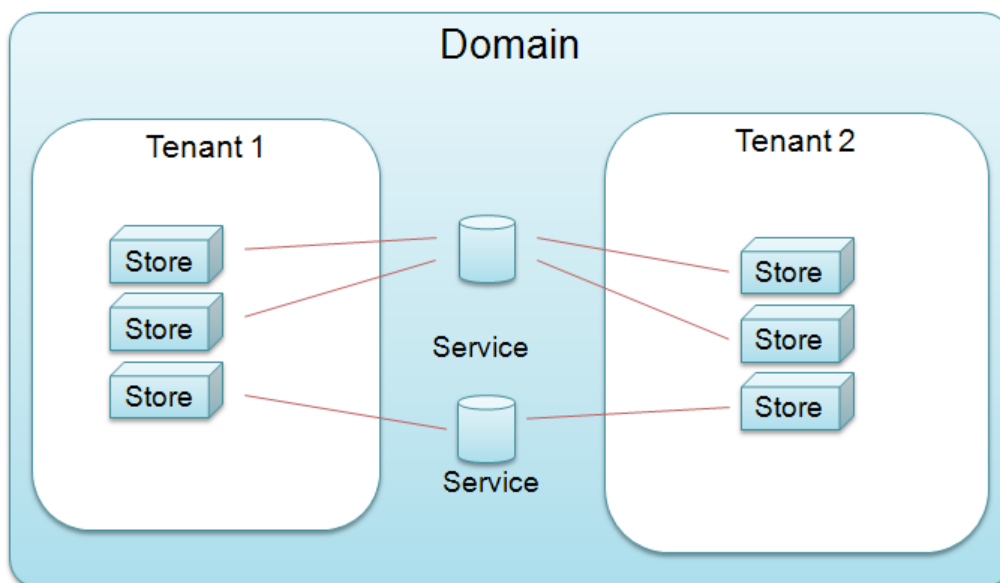 Domain
Tenant 1
Tenant 2
Store
Store
Store
Service
Service
Store
Store
Store